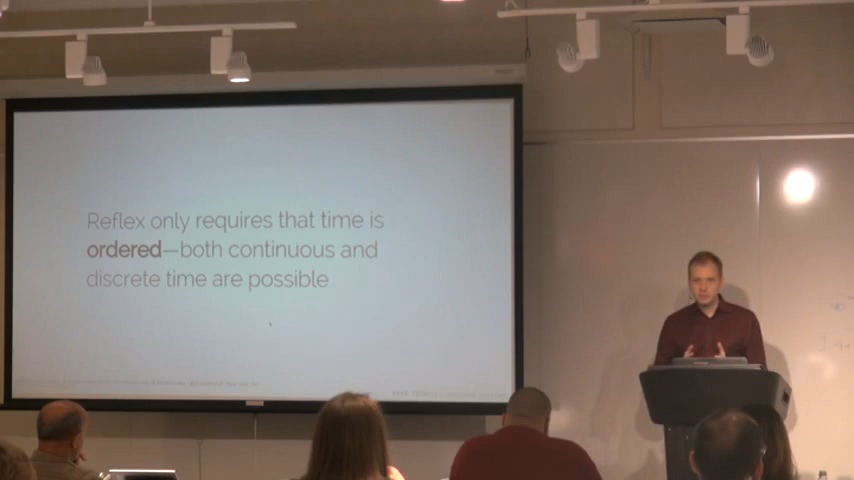 Reflex only requires that time is
ordered—both continuous and
discrete time are possible